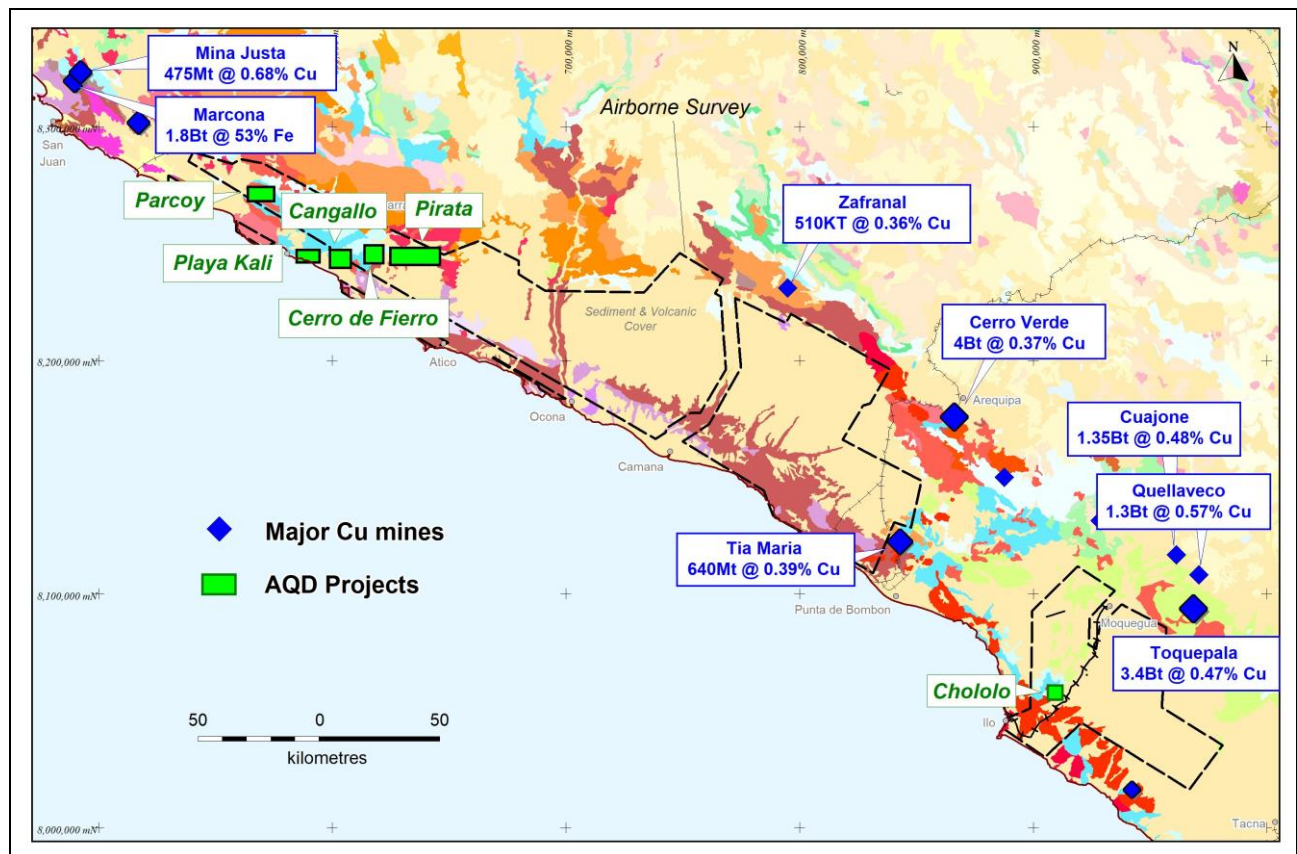 700,000 mE
800,000 mE
900,000 mE
N
Mina Justa
475Mt @ 0.68% Cu
Marcona
1.8Bt @ 53% Fe
8,300,000 mN
San
Juan
Airborne Survey
Parcoy
Cangallo
Pirata
Playa Kali
Cerro de Fierro
Zafranal
510KT @ 0.36% Cu
Sediment & Volcanic
Cover
Cerro Verde
4Bt @ 0.37% Cu
8,200,000 mN
Atico
Ocona
Arequipa
Camana
Cuajone
1.35Bt @ 0.48% Cu
Quellaveco
1.3Bt @ 0.57% Cu
Major Cu mines
AQD Projects
Tia Maria
640Mt @ 0.39% Cu
8,100,000 mN
Punta de Bombon
Moquegua
Toquepala
3.4Bt @ 0.47% Cu
Chololo
Ilo
50 0 50
kilometres
8,000,000 mN
Tacna